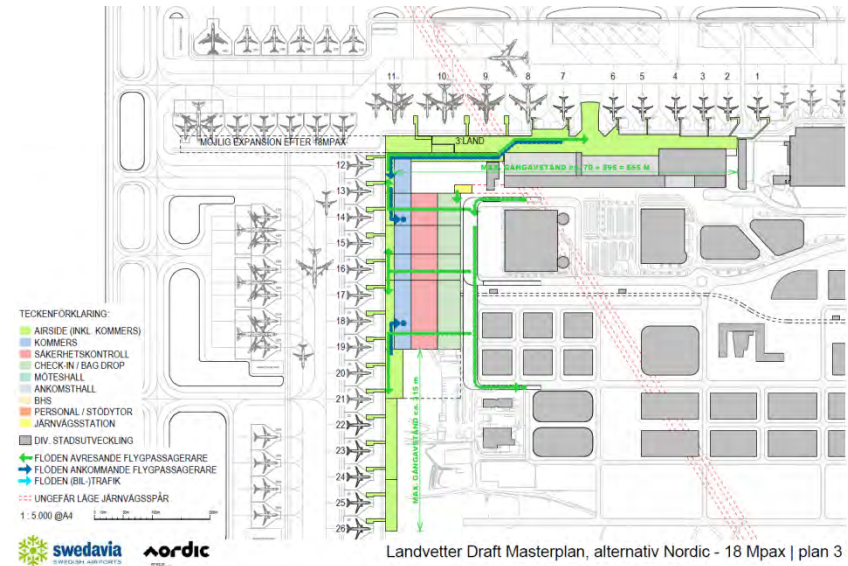 11-
10.
9.
8
7
6
5
4
3
2
1
MÖJLIG EXPANSION EFTER 18MPAX
3:LAND
12
13
14
15
16
17
18
19
20
21
22
23
24
25
26
TECKENFÖRKLARING:
AIRSIDE (INKL. KOMMERS)
KOMMERS
SÄKERHETSKONTROLL
CHECK-IN / BAG DROP
MÖTESHALL
ANKOMSTHALL
BHS
PERSONAL / STÖDYTOR
JÄRNVÄGSSTATION
DIV. STADSUTVECKLING
FLÖDEN AVRESANDE FLYGPASSAGERARE
FLÖDEN ANKOMMANDE FLYGPASSAGERARE
FLÖDEN (BIL-)TRAFIK
UNGEFÄR LÄGE JÄRNVÄGSSPÅR
1 : 5.000 @A4
swedavia
SWEDISH AIRPORTS
nordic
Landvetter Draft Masterplan, alternativ Nordic - 18 Mpax | plan 3